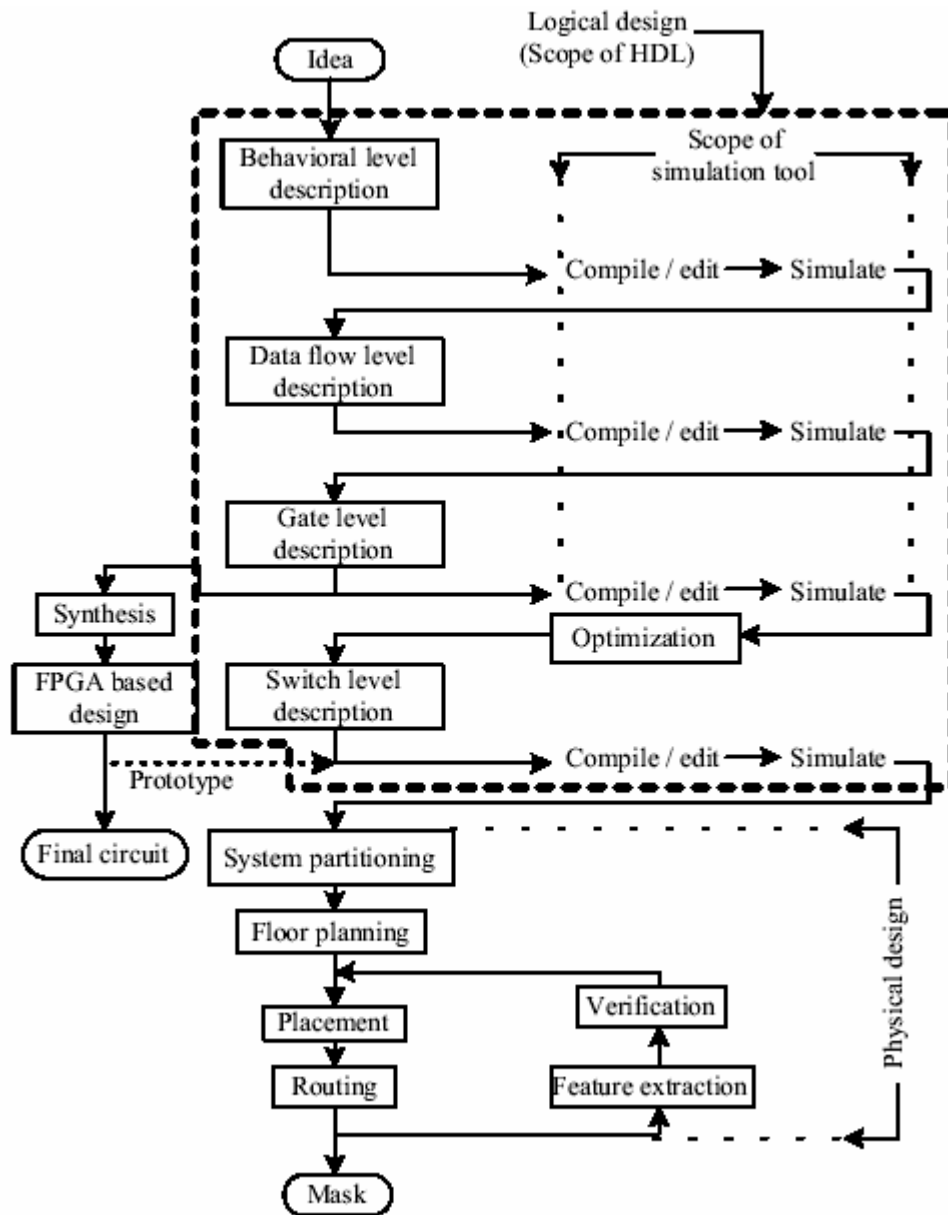 Logical design
(Scope of HDL)
Idea
Behavioral level
description
Scope of
simulation tool
Compile / edit
Simulate
Data flow level
description
Compile / edit
Simulate
Gate level
description
Compile / edit
Simulate
Synthesis
Optimization
FPGA based
design
Switch level
description
Compile / edit
Simulate
Prototype
Final circuit
System partitioning
Floor planning
Placement
Verification
Routing
Feature extraction
Physical design
Mask